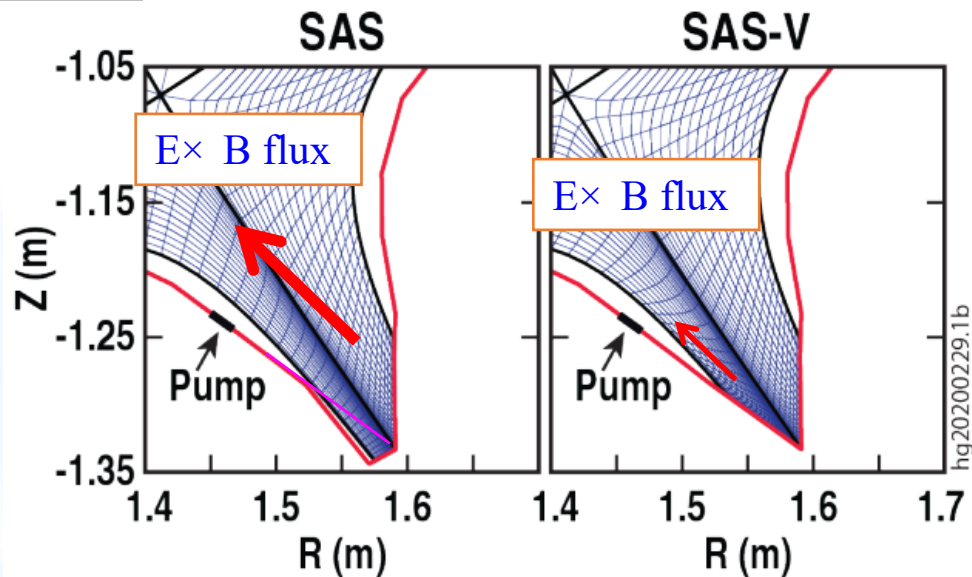 SAS
SAS-V
-1.05
-1.15
-1.25
-1.35
Z (m)
E× B flux
E× B flux
Pump
Pump
1.4
1.5
1.6
1.4
1.5
1.6
1.7
R (m)
R (m)
hq20200229.1b